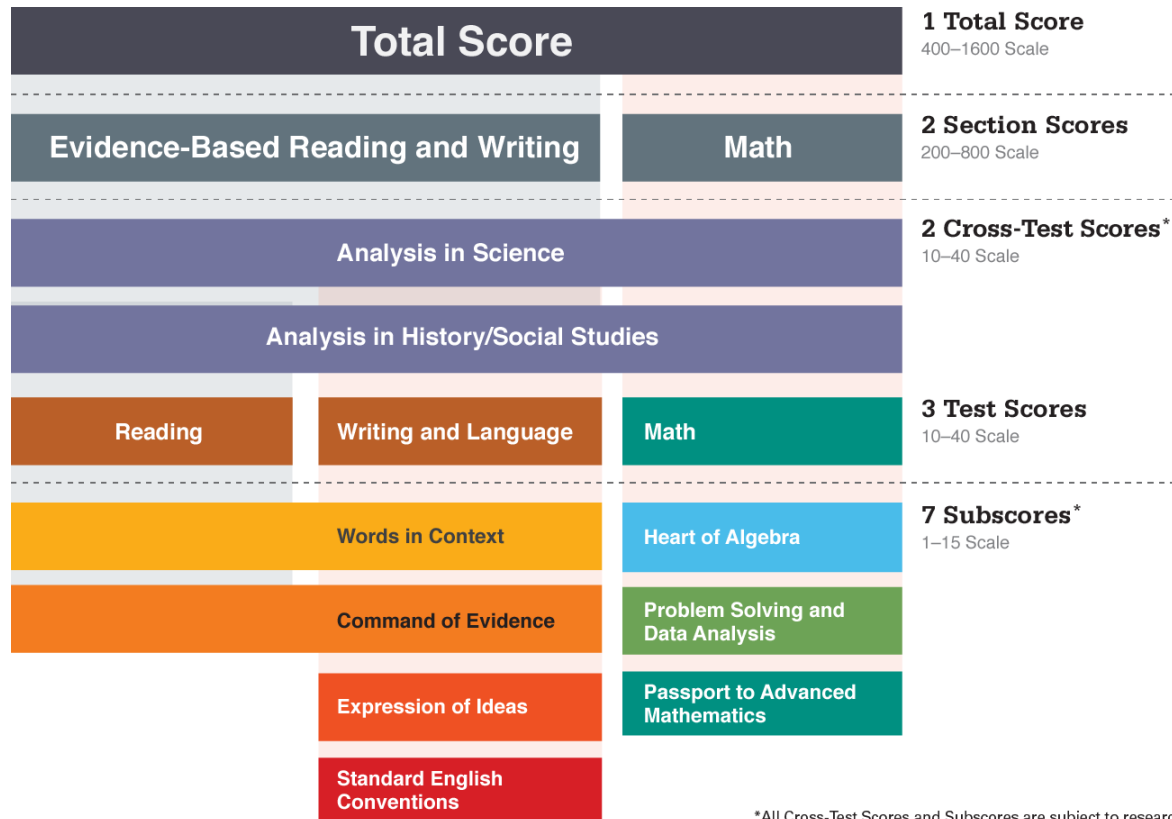 Total Score
1 Total Score
400–1600 Scale
Evidence-Based Reading and Writing
Math
2 Section Scores
200–800 Scale
Analysis in Science
2 Cross-Test Scores*
10–40 Scale
Analysis in History/Social Studies
Reading
Writing and Language
Math
3 Test Scores
10–40 Scale
Words in Context
Heart of Algebra
7 Subscores*
1–15 Scale
Command of Evidence
Problem Solving and
Data Analysis
Expression of Ideas
Passport to Advanced
Mathematics
Standard English
Conventions
*All Cross-Test Scores and Subscores are subject to resear